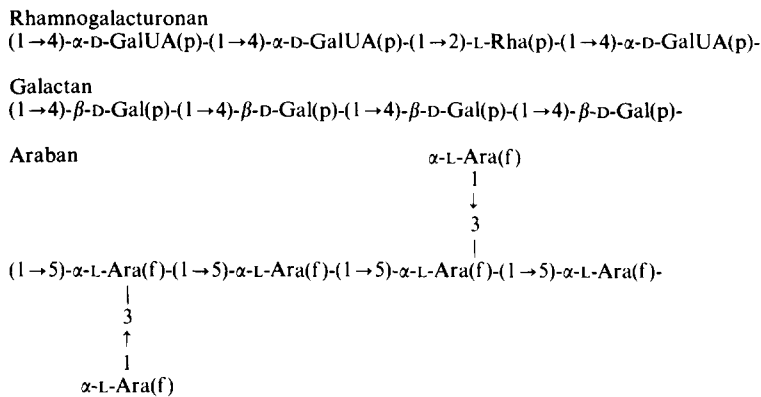 Rhamnogalacturonan
(1→4)-α-D-GalUA(p)-(1→4)-α-D-GalUA(p)-(1→2)-L-Rha(p)-(1→4)-α-D-GalUA(p)-
Galactan
(1→4)-β-D-Gal(p)-(1→4)-β-D-Gal(p)-(1→4)-β-D-Gal(p)-(1→4)-β-D-Gal(p)-
Araban
α-L-Ara(f)
1
↓
3
|
(1→5)-α-L-Ara(f)-(1→5)-α-L-Ara(f)-(1→5)-α-L-Ara(f)-(1→5)-α-L-Ara(f)-
|
3
↑
1
α-L-Ara(f)